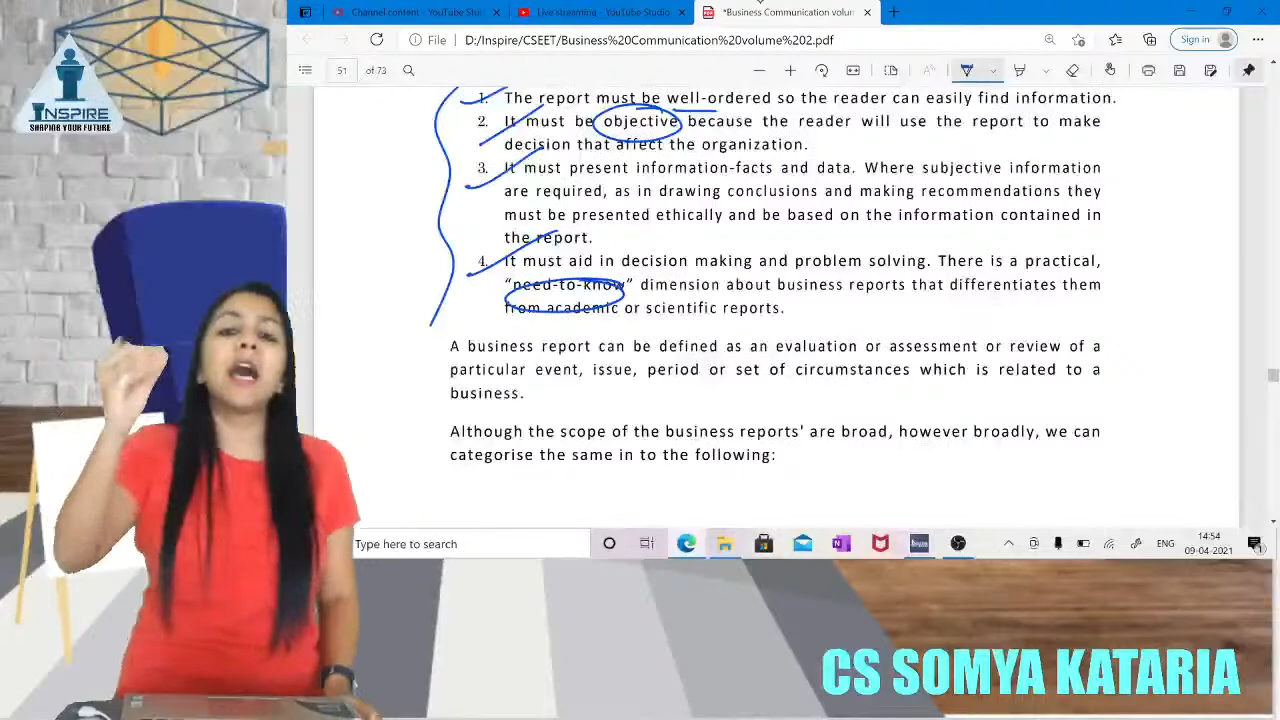 Channel content - YouTube Stud
Live streaming - YouTube Studio
*Business Communication volum
File
D:/Inspire/CSEET/Business%20Communication%20volume%202.pdf
Sign in
51 of 73
INSPIRE
SHAPING YOUR FUTURE
1. The report must be well-ordered so the reader can easily find information.
2. It must be objective because the reader will use the report to make
decision that affect the organization.
3. It must present information-facts and data. Where subjective information
are required, as in drawing conclusions and making recommendations they
must be presented ethically and be based on the information contained in
the report.
4. It must aid in decision making and problem solving. There is a practical,
“need-to-know” dimension about business reports that differentiates them
from academic or scientific reports.
A business report can be defined as an evaluation or assessment or review of a
particular event, issue, period or set of circumstances which is related to a
business.
Although the scope of the business reports' are broad, however broadly, we can
categorise the same in to the following:
Type here to search
ENG
14:54
09-04-2021
CS SOMYA KATARIA